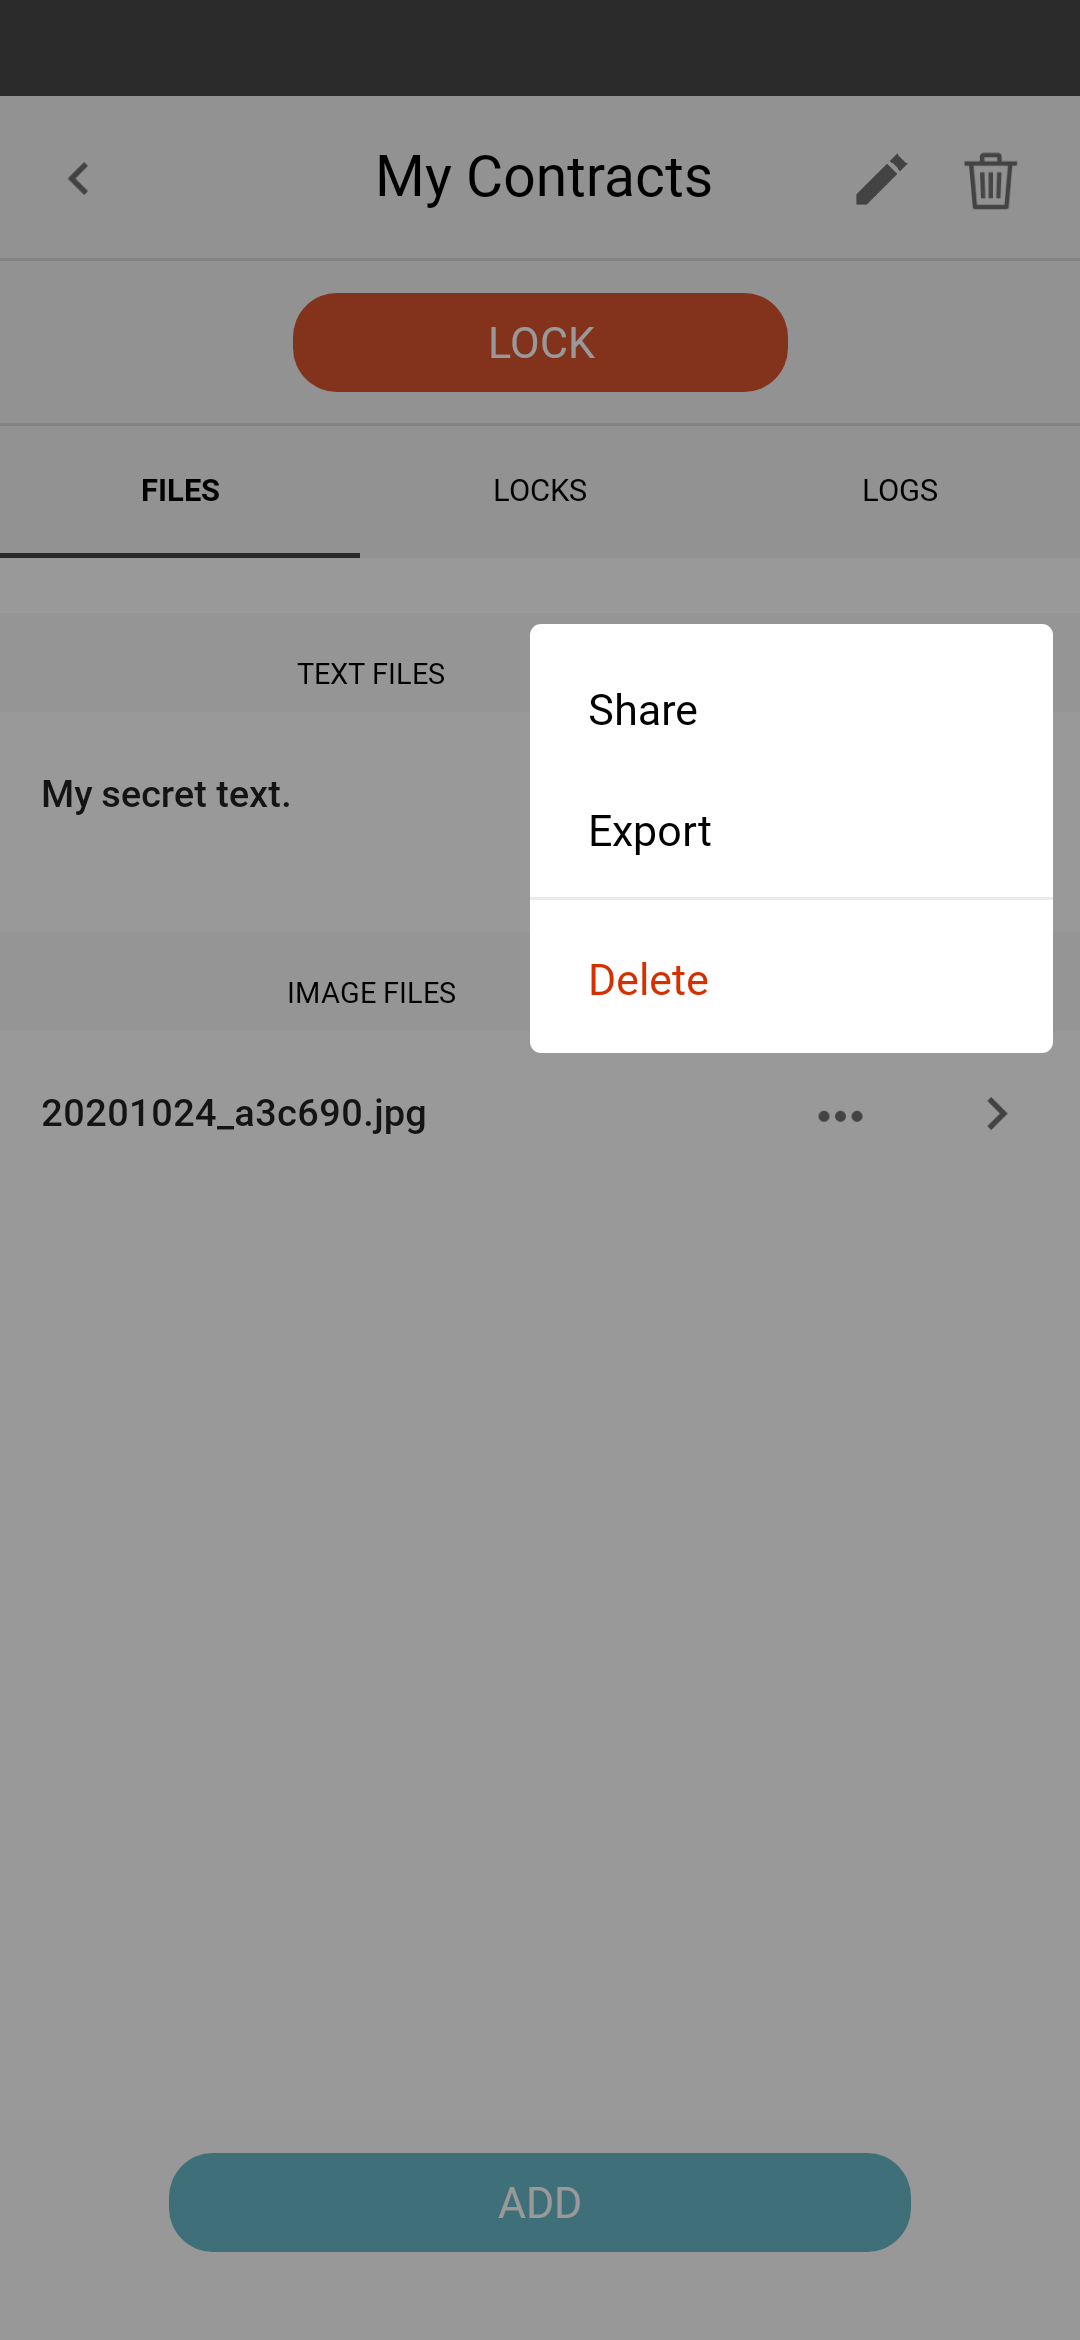 My Contracts
LOCK
FILES LOCKS LOGS
TEXT FILES
My secret text.
Share
Export
Delete
IMAGE FILES
20201024_a3c690.jpg
ADD